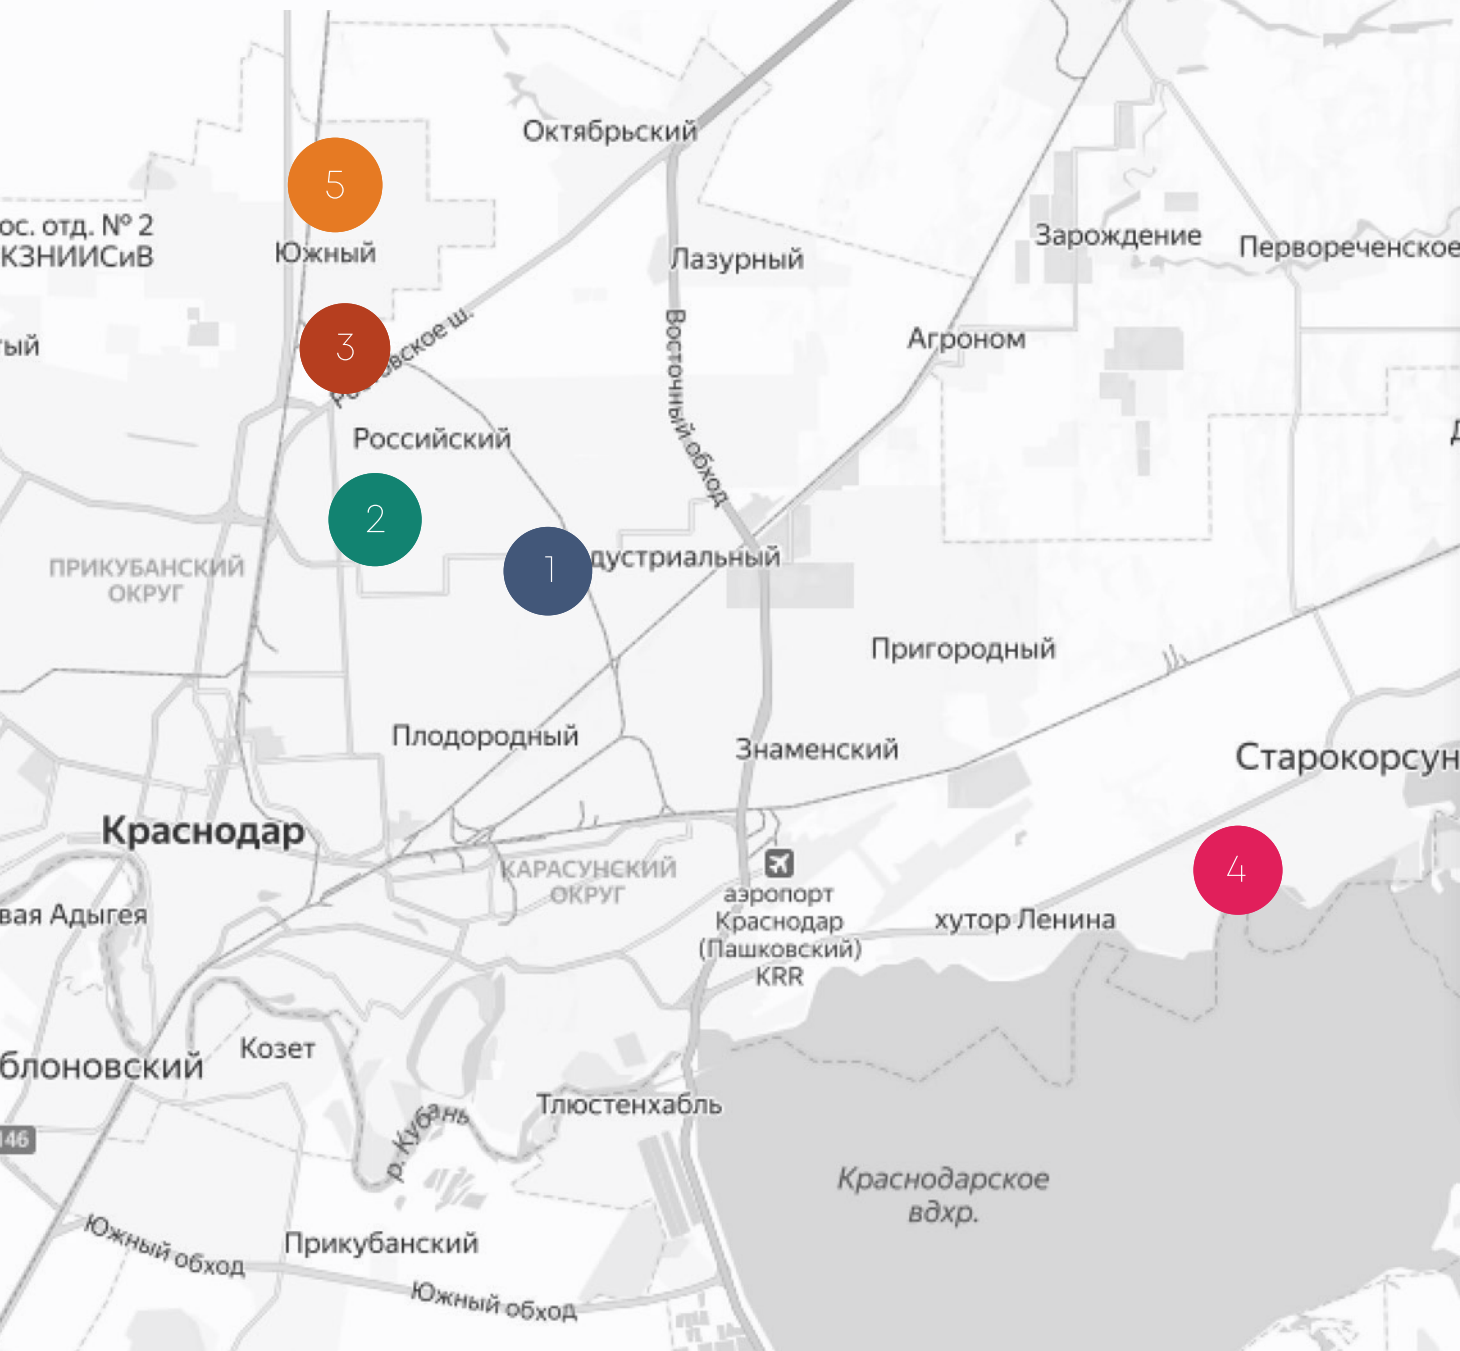 Октябрьский
5
ос. отд. № 2
КЗНИИСиВ
Южный
Лазурный
Зарождение
Первореченское
тый
3
вское ш.
Восточный обход
Агроном
Российский
2
1
дустриальный
ПРИКУБАНСКИЙ
ОКРУГ
Пригородный
Плодородный
Знаменский
Старокорсун
Краснодар
КАРАСУНСКИЙ
ОКРУГ
4
аэропорт
Краснодар
(Пашковский)
KRR
вая Адыгея
хутор Ленина
Козет
блоновский
Тлюстенхабль
р. Кубань
146
Краснодарское
вдхр.
Южный обход
Прикубанский
Южный обход